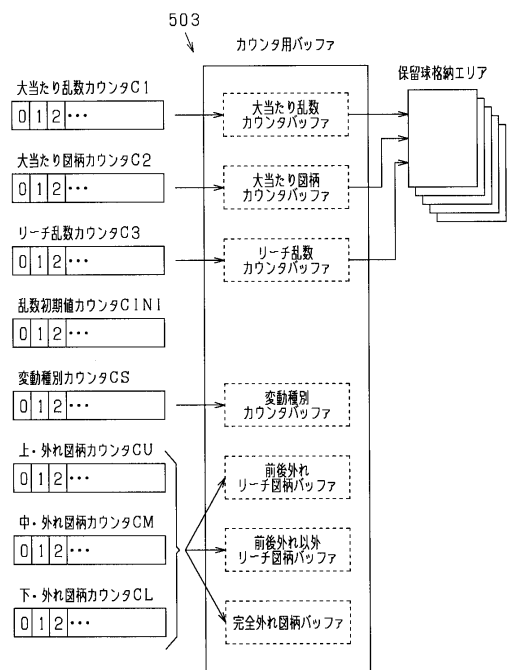 503
カウンタ用バッファ
保留球格納エリア
大当たり乱数カウンタC1
0 1 2 ･･･
大当たり乱数
カウンタバッファ
大当たり図柄カウンタC2
0 1 2 ･･･
大当たり図柄
カウンタバッファ
リーチ乱数カウンタC3
0 1 2 ･･･
リーチ乱数
カウンタバッファ
乱数初期値カウンタCINI
0 1 2 ･･･
変動種別カウンタCS
0 1 2 ･･･
変動種別
カウンタバッファ
上・外れ図柄カウンタCU
0 1 2 ･･･
前後外れ
リーチ図柄バッファ
中・外れ図柄カウンタCM
0 1 2 ･･･
前後外れ以外
リーチ図柄バッファ
下・外れ図柄カウンタCL
0 1 2 ･･･
完全外れ図柄バッファ